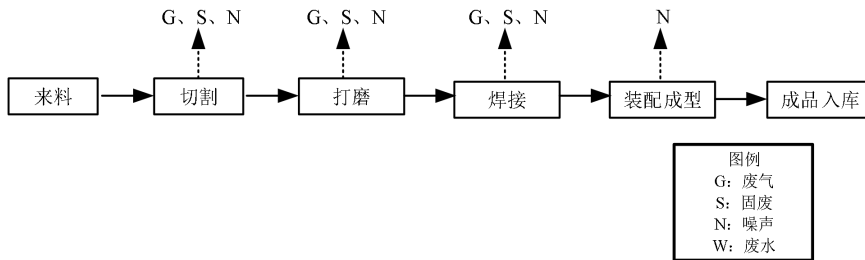 G、S、N G、S、N G、S、N N
来料 切割 打磨 焊接 装配成型 成品入库
图例
G：废气
S：固废
N：噪声
W：废水